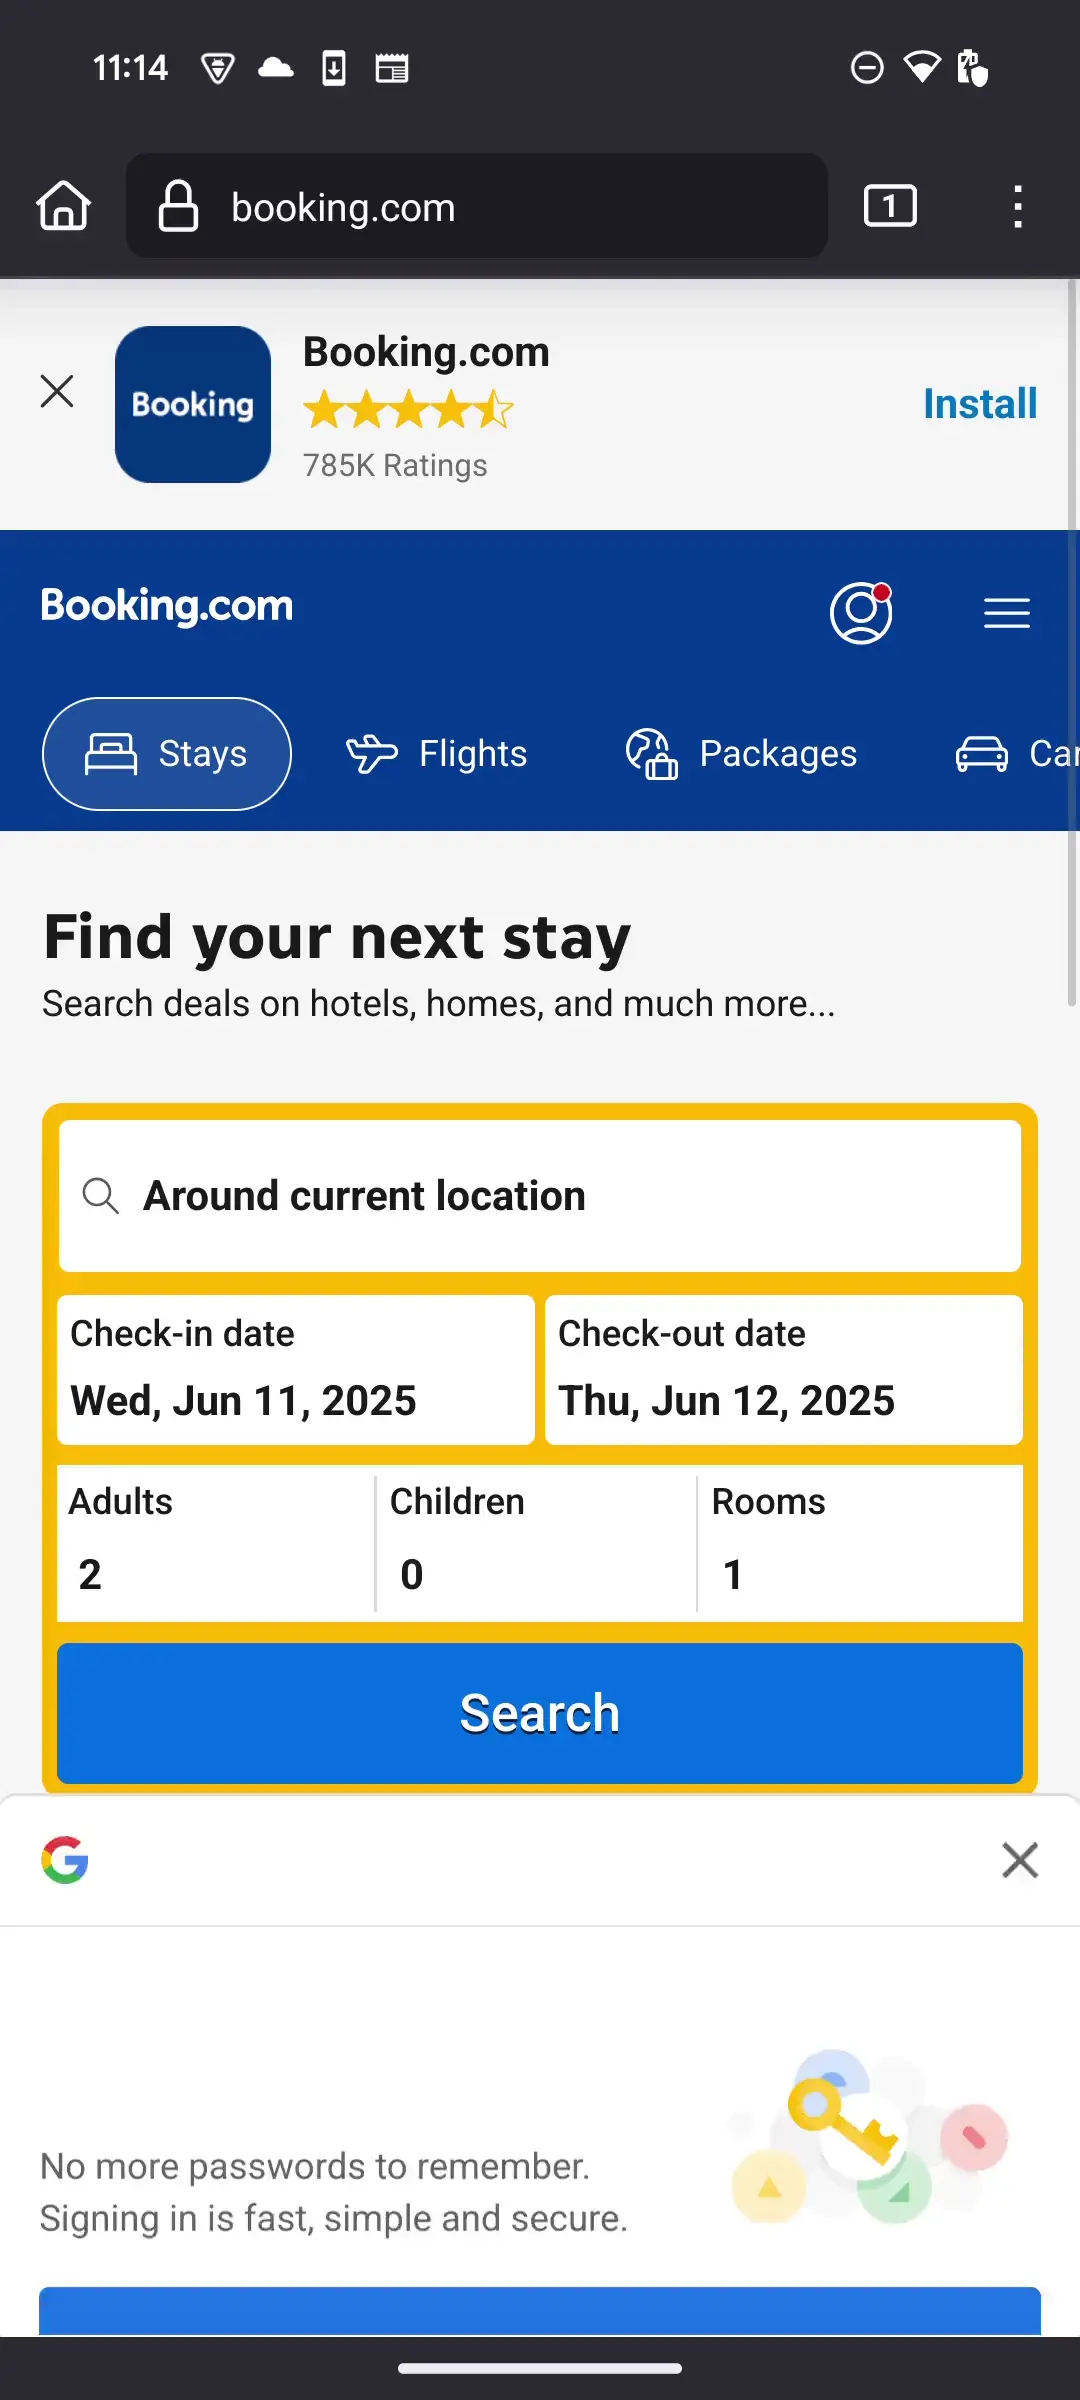 11:14
booking.com
1
Booking.com
Booking
785K Ratings
Install
Booking.com
Stays
Flights
Packages
Car
Find your next stay
Search deals on hotels, homes, and much more...
Around current location
Check-in date
Wed, Jun 11, 2025
Check-out date
Thu, Jun 12, 2025
Adults
2
Children
0
Rooms
1
Search
No more passwords to remember.
Signing in is fast, simple and secure.